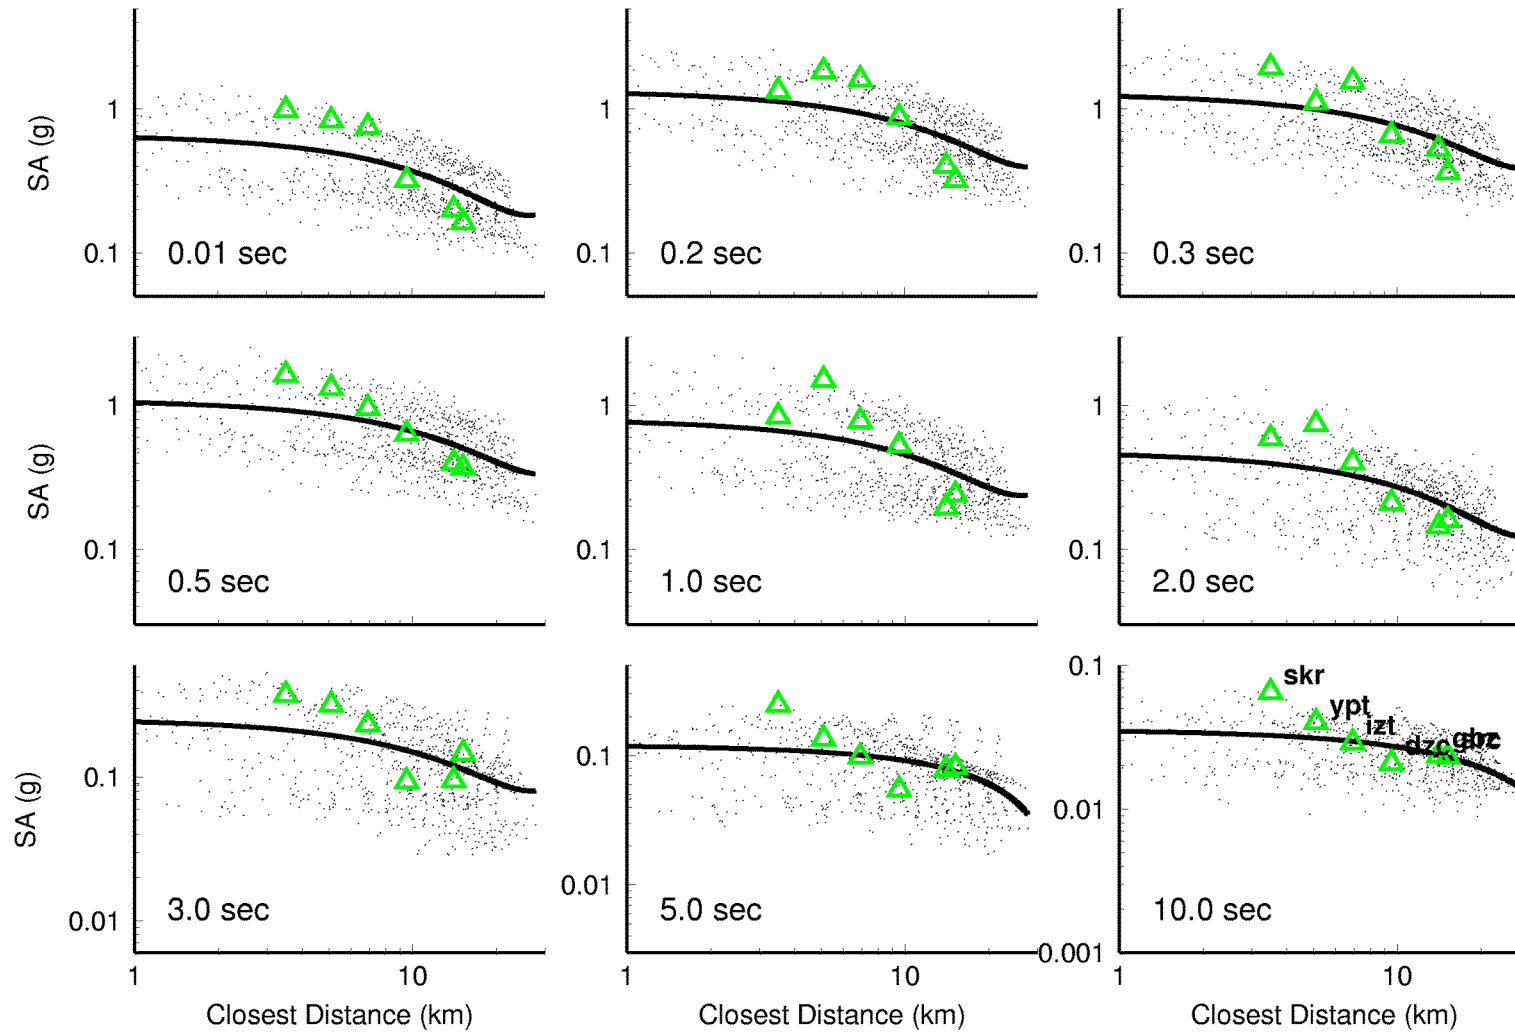 SA (g)
1
0.1
0.01 sec
1
0.1
0.2 sec
1
0.1
0.3 sec
SA (g)
1
0.1
0.5 sec
1
0.1
1.0 sec
1
0.1
2.0 sec
SA (g)
0.1
0.01
3.0 sec
1
10
Closest Distance (km)
0.1
0.01
5.0 sec
1
10
Closest Distance (km)
0.1
0.01
0.001
skr
ypt
izt
dzc
gbz
10.0 sec
1
10
Closest Distance (km)